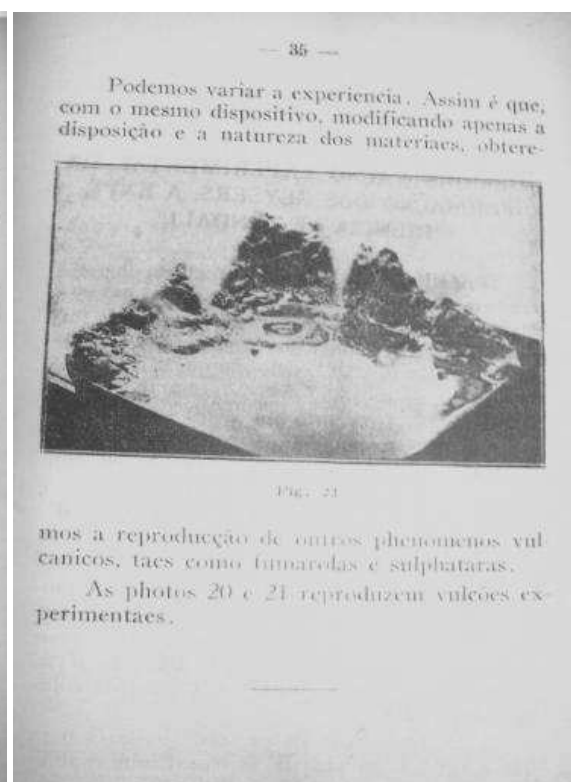 — 35 —
Podemos variar a experiencia. Assim é que,
com o mesmo dispositivo, modificando apenas a
disposição e a natureza dos materiaes, obtere-
Fig. 21
mos a reproducção de outros phenomenos vul-
canicos, taes como fumarolas e sulphataras.
As photos 20 e 21 reproduzem vulcões ex-
perimentaes.